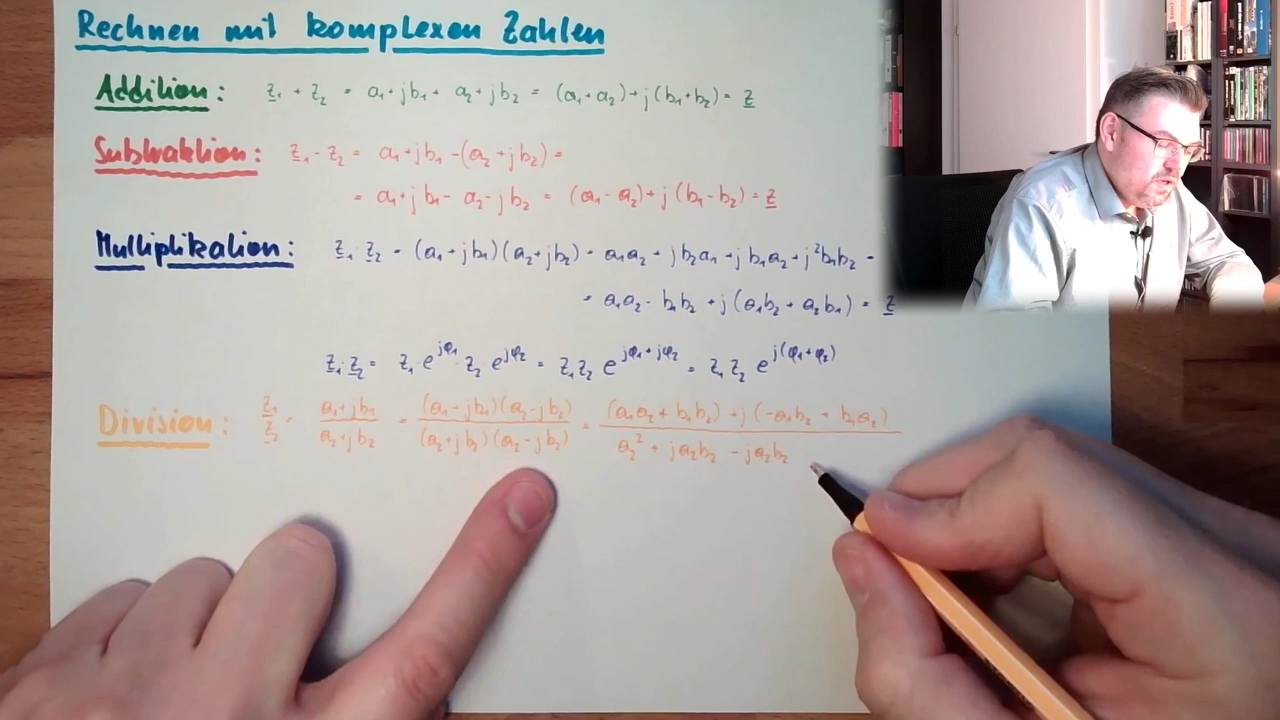 Rechnen mit komplexen Zahlen
Addition: z₁ + z₂ = a₁+jb₁ + a₂+jb₂ = (a₁+a₂)+j(b₁+b₂) = z
Subtraktion: z₁ - z₂ = a₁+jb₁ -(a₂+jb₂) =
= a₁+jb₁ - a₂ - jb₂ = (a₁-a₂)+j(b₁-b₂) = z
Multiplikation: z₁ · z₂ = (a₁+jb₁)(a₂+jb₂) = a₁a₂ + jb₂a₁ + jb₁a₂ + j²b₁b₂ =
= a₁a₂ - b₁b₂ + j(a₁b₂ + a₂b₁) = z
z₁·z₂ = z₁·e^(jφ₁) · z₂ e^(jφ₂) = z₁z₂ e^(jφ₁+jφ₂) = z₁z₂ e^(j(φ₁+φ₂))
Division: z₁/z₂ = (a₁+jb₁)/(a₂+jb₂) = ((a₁+jb₁)(a₂-jb₂))/((a₂+jb₂)(a₂-jb₂)) = ((a₁a₂+b₁b₂)+j(-a₁b₂+b₁a₂))/(a₂² + ja₂b₂ - ja₂b₂